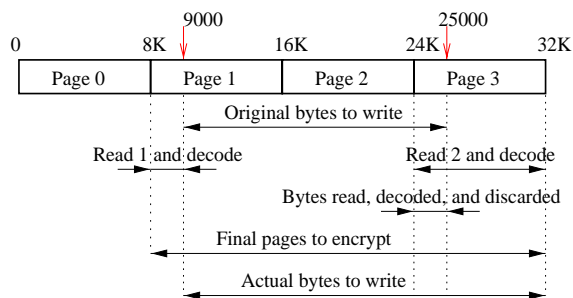 9000 25000
0 8K 16K 24K 32K
Page 0 Page 1 Page 2 Page 3
Original bytes to write
Read 1 and decode Read 2 and decode
Bytes read, decoded, and discarded
Final pages to encrypt
Actual bytes to write